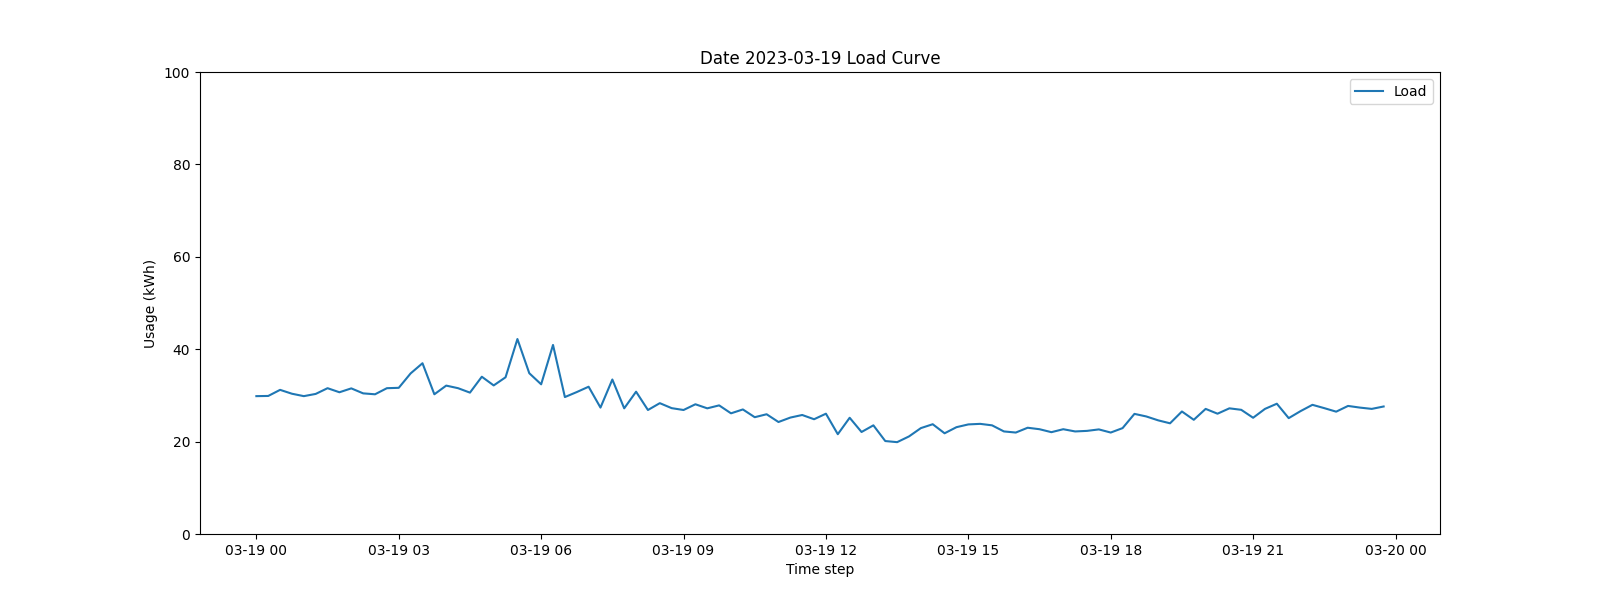 Date 2023-03-19 Load Curve
Load
100
80
60
40
20
0
Usage (kWh)
03-19 00 03-19 03 03-19 06 03-19 09 03-19 12 03-19 15 03-19 18 03-19 21 03-20 00
Time step